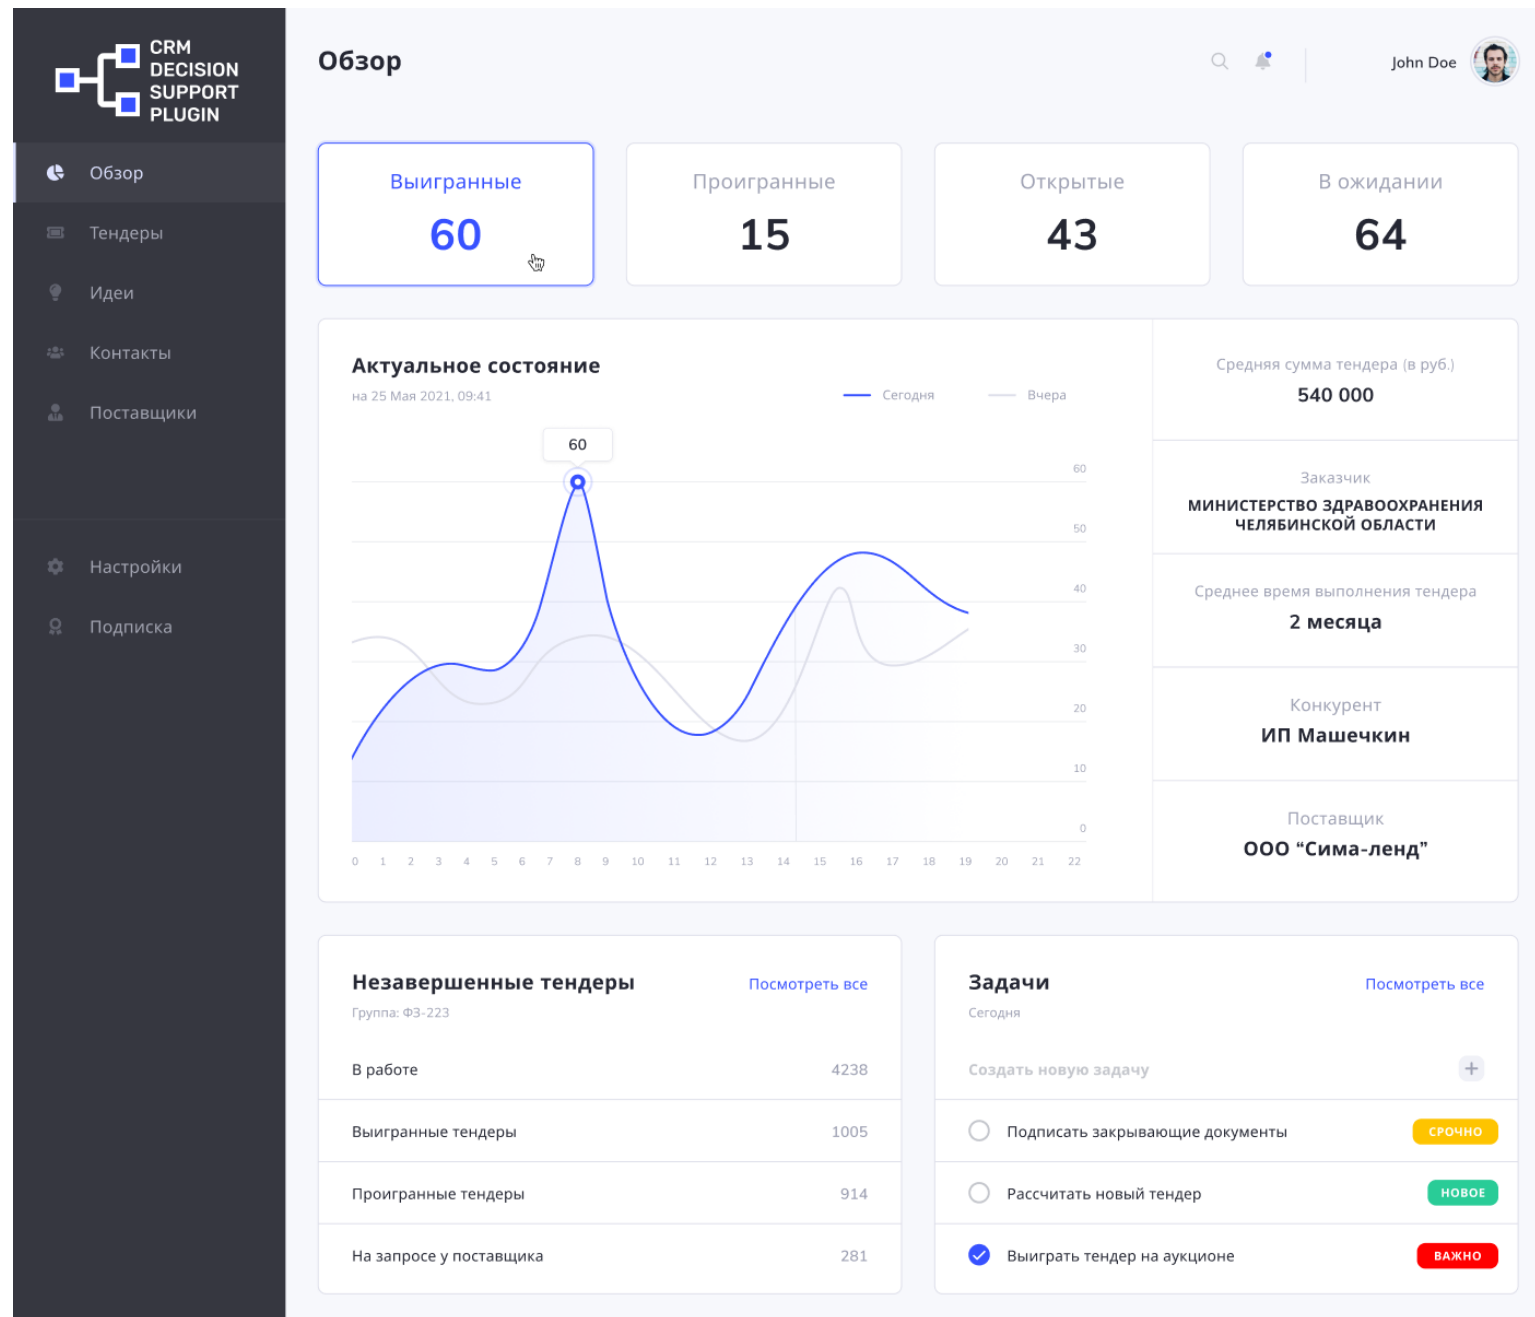 CRM
DECISION
SUPPORT
PLUGIN
Обзор
Тендеры
Идеи
Контакты
Поставщики
Настройки
Подписка
Обзор
John Doe
Выигранные
60
Проигранные
15
Открытые
43
В ожидании
64
Актуальное состояние
на 25 Мая 2021, 09:41
Сегодня
Вчера
60
60
50
40
30
20
10
0
0 1 2 3 4 5 6 7 8 9 10 11 12 13 14 15 16 17 18 19 20 21 22
Средняя сумма тендера (в руб.)
540 000
Заказчик
МИНИСТЕРСТВО ЗДРАВООХРАНЕНИЯ
ЧЕЛЯБИНСКОЙ ОБЛАСТИ
Среднее время выполнения тендера
2 месяца
Конкурент
ИП Машечкин
Поставщик
ООО “Сима-ленд”
Незавершенные тендеры
Посмотреть все
Группа: ФЗ-223
В работе 4238
Выигранные тендеры 1005
Проигранные тендеры 914
На запросе у поставщика 281
Задачи
Посмотреть все
Сегодня
Создать новую задачу
Подписать закрывающие документы СРОЧНО
Рассчитать новый тендер НОВОЕ
Выиграть тендер на аукционе ВАЖНО